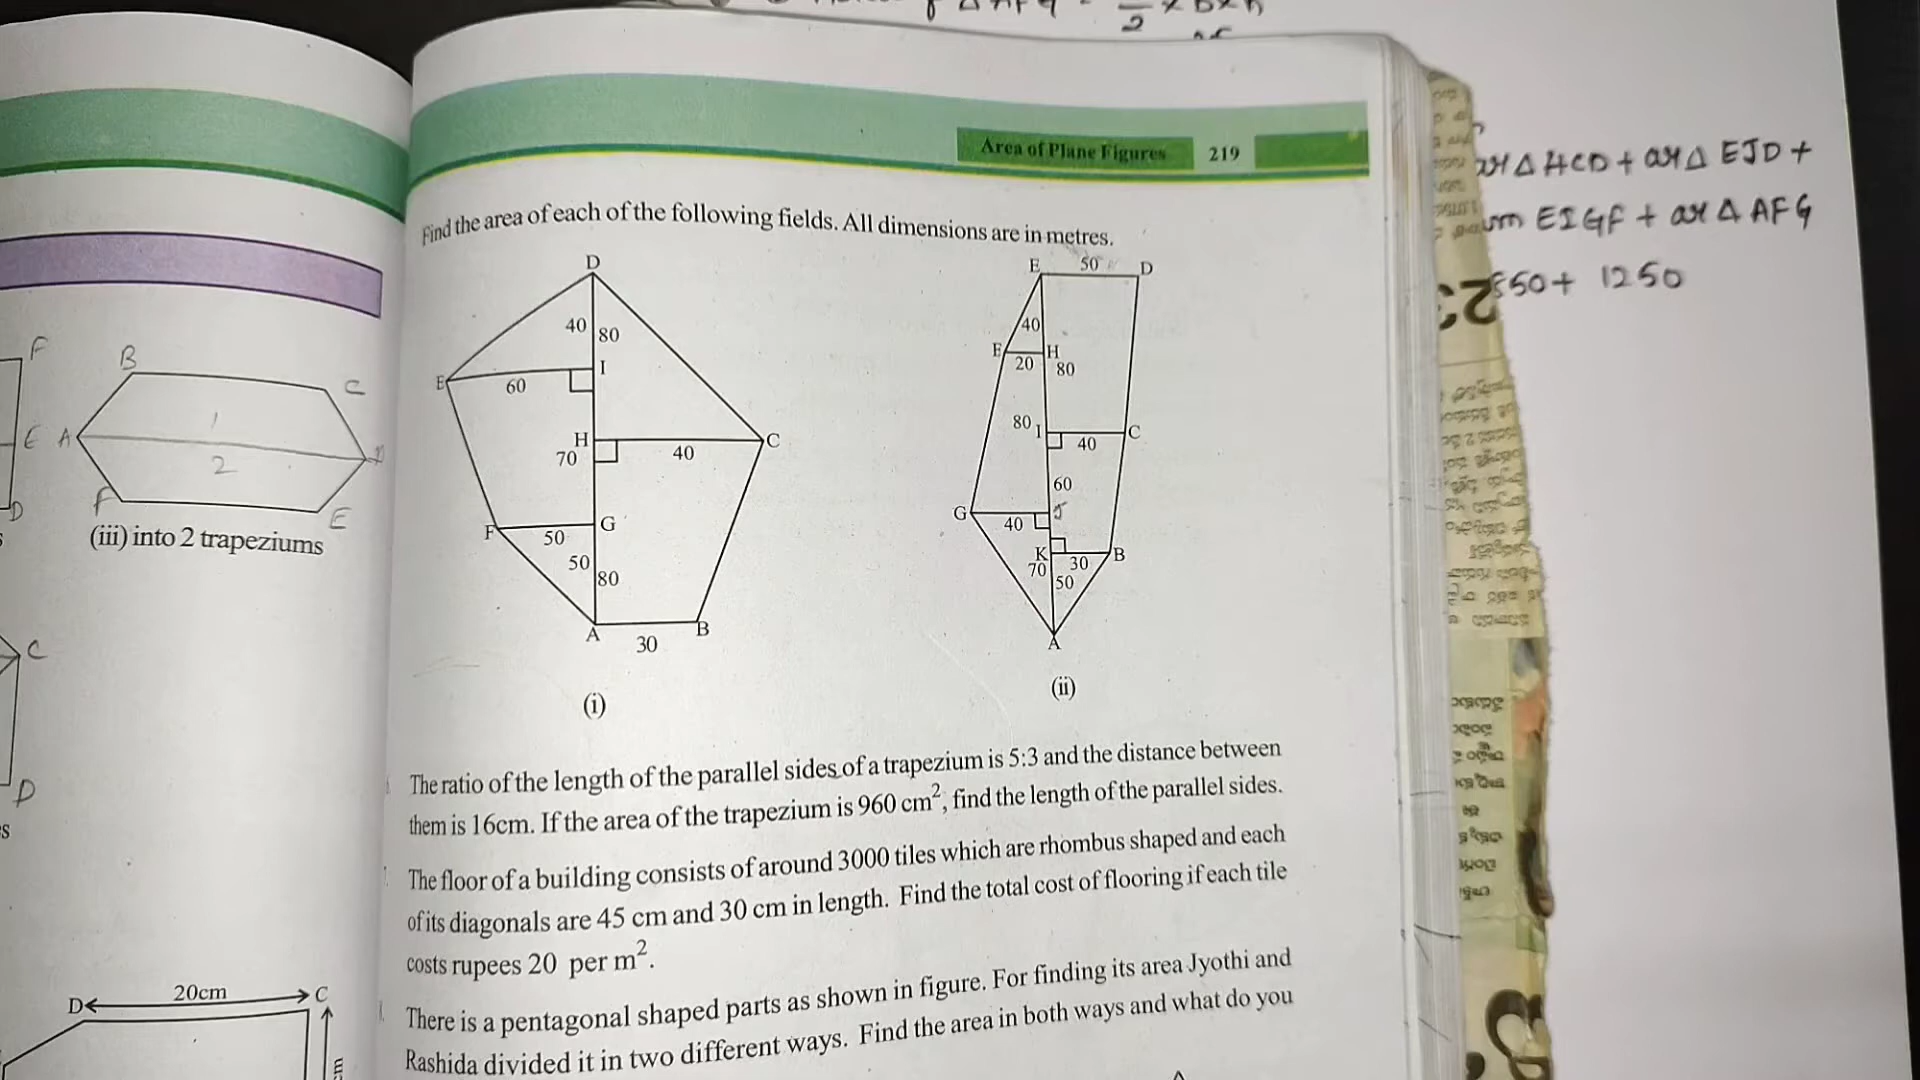 Area of Plane Figures 219
Find the area of each of the following fields. All dimensions are in metres.
D
40 80
I
E 60
H
70 40 C
F G
50
50 80
A B
30
(i)
E 50 D
40
F H
20 80
80 I C
40
60
G J
40
K B
70 30
50
A
(ii)
The ratio of the length of the parallel sides of a trapezium is 5:3 and the distance between
them is 16cm. If the area of the trapezium is 960 cm², find the length of the parallel sides.
The floor of a building consists of around 3000 tiles which are rhombus shaped and each
of its diagonals are 45 cm and 30 cm in length. Find the total cost of flooring if each tile
costs rupees 20 per m².
There is a pentagonal shaped parts as shown in figure. For finding its area Jyothi and
Rashida divided it in two different ways. Find the area in both ways and what do you
F
B C
E A 1 D
2
D F E
(iii) into 2 trapeziums
C
D
D 20cm C
ar Δ HCD + ar Δ EJD +
um EIGF + ar Δ AFG
550 + 1250